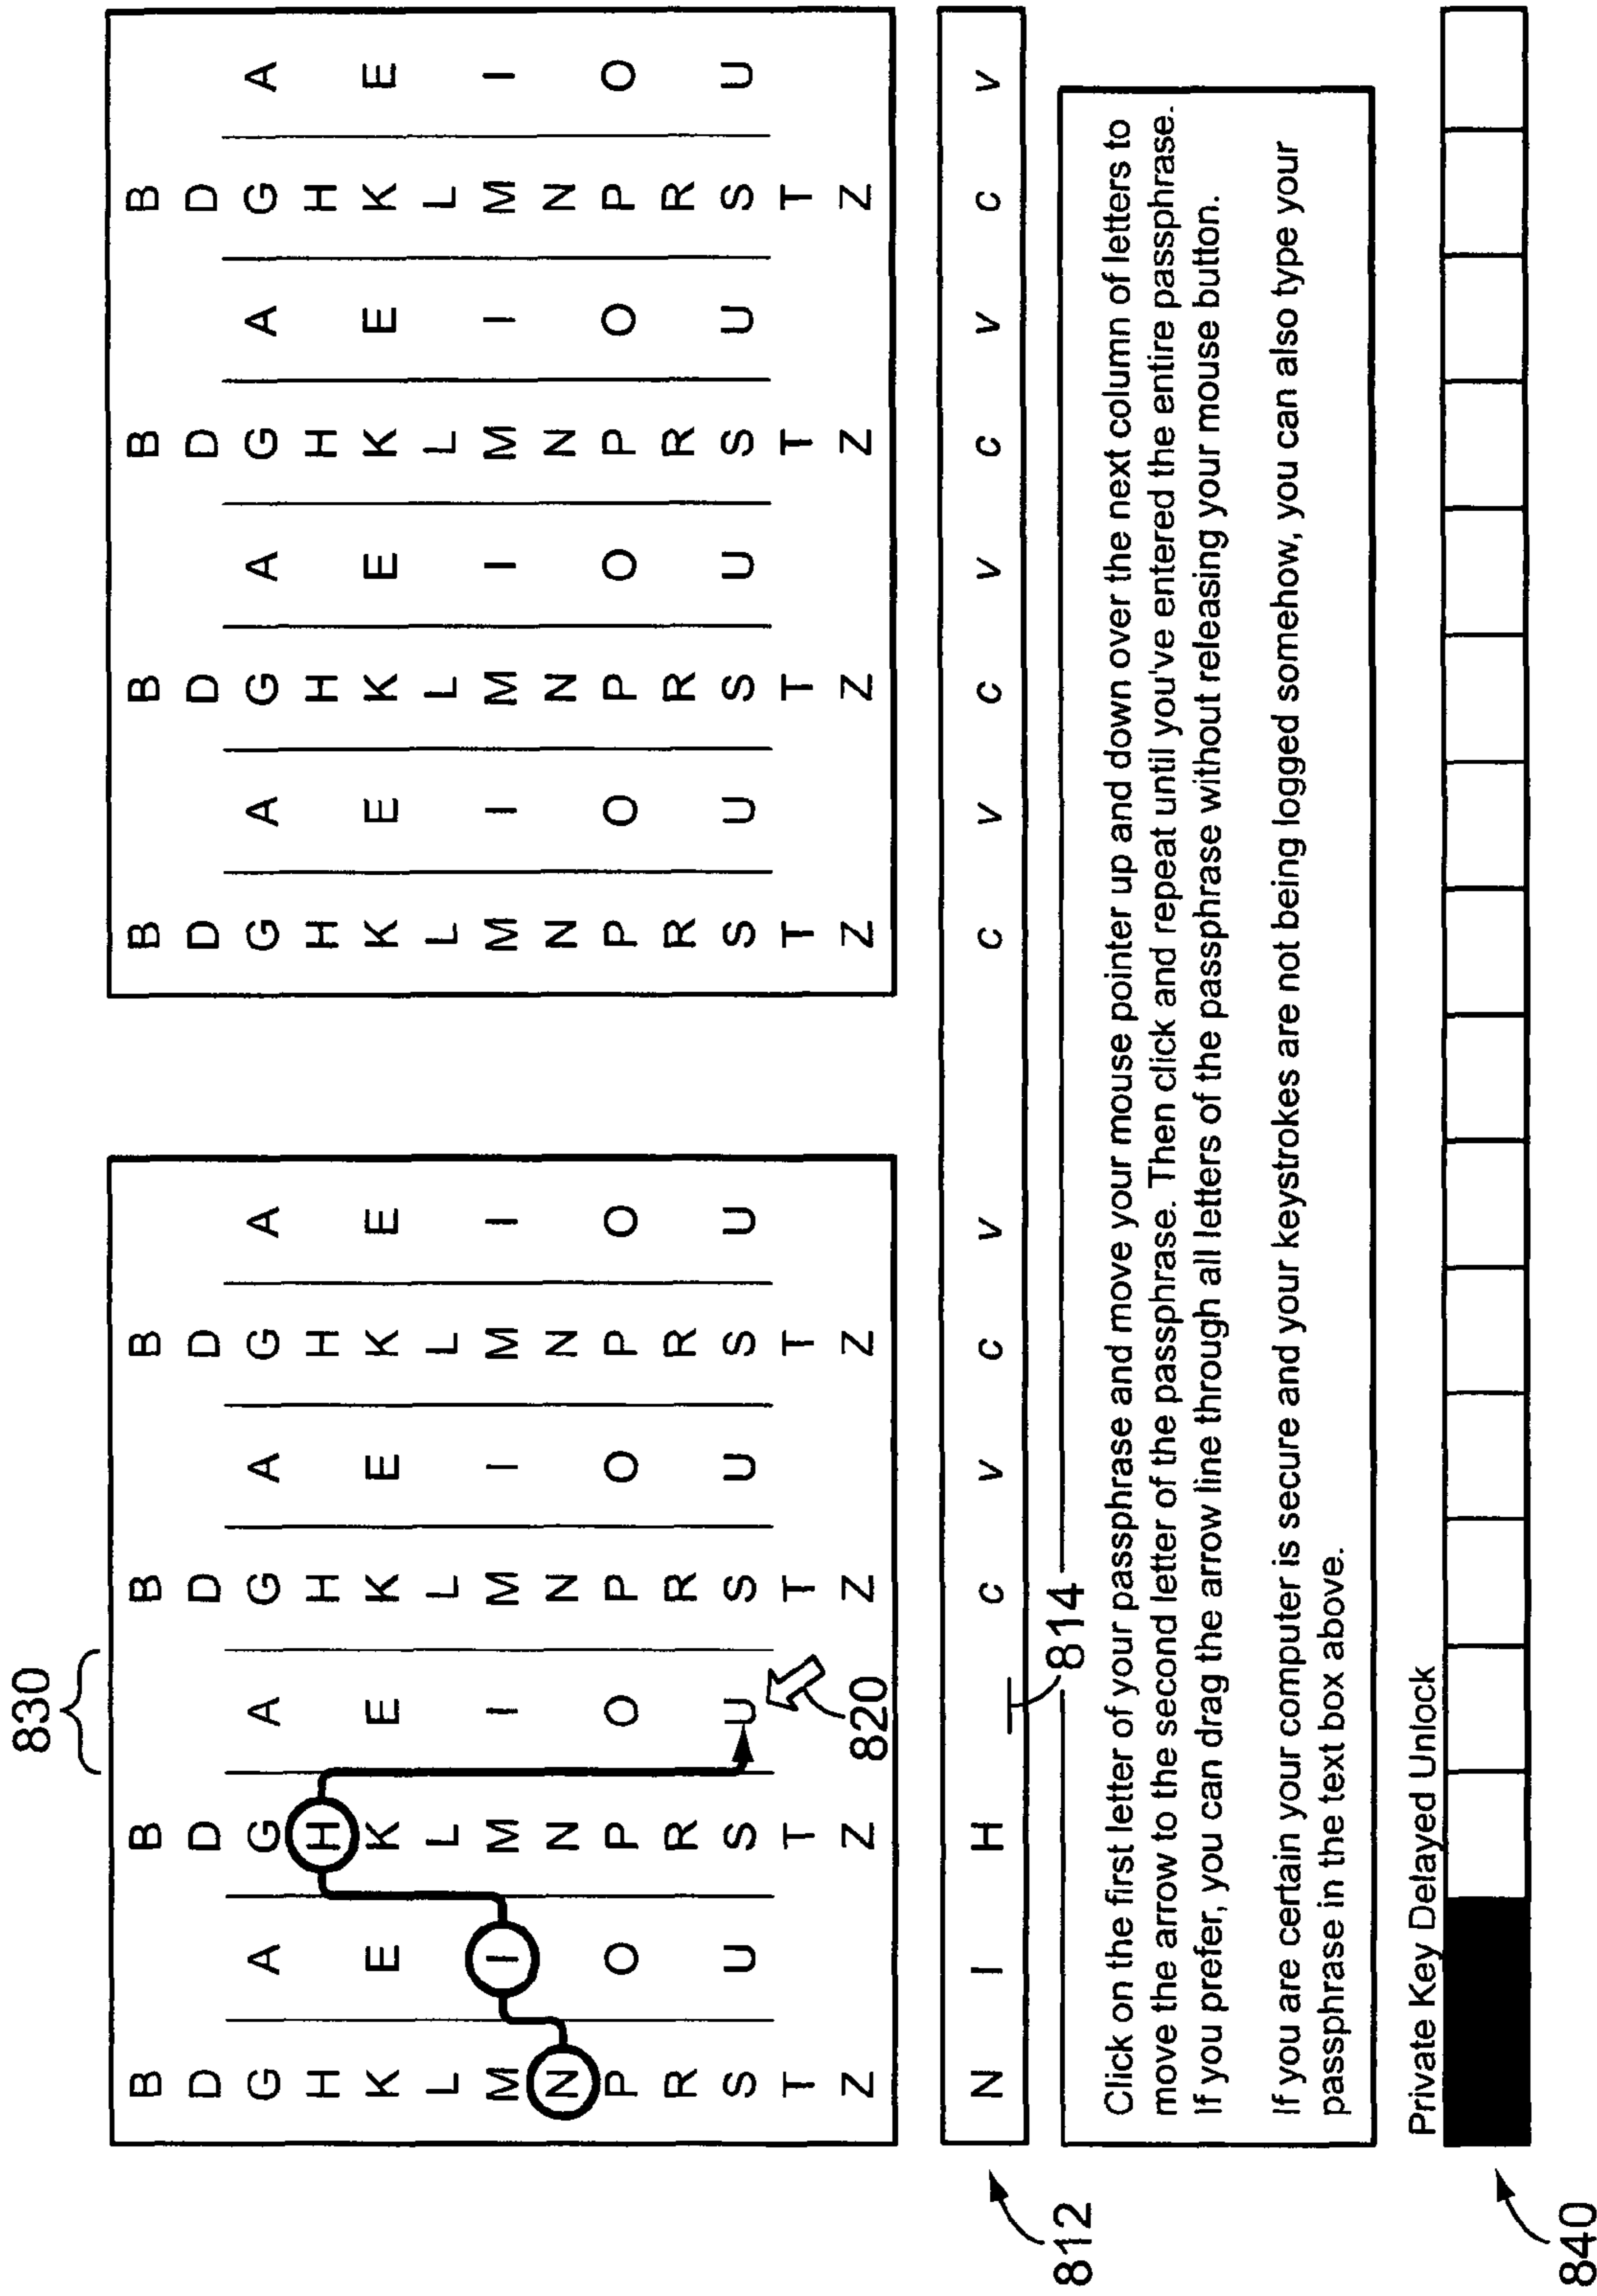 830
B B B B B B B B
D D D D D D D D
G A G A G A G A G A G A G A G A
H H H H H H H H
K E K E K E K E K E K E K E K E
L L L L L L L L
M I M I M I M I M I M I M I M I
N N N N N N N N
P O P O P O P O P O P O P O P O
R R R R R R R R
S U S U S U S U S U S U S U S U
T T T T T T T T
Z Z Z Z Z Z Z Z
820
812 N I H _ c v c v c v c v c v c v
814
Click on the first letter of your passphrase and move your mouse pointer up and down over the next column of letters to
move the arrow to the second letter of the passphrase. Then click and repeat until you've entered the entire passphrase.
If you prefer, you can drag the arrow line through all letters of the passphrase without releasing your mouse button.
If you are certain your computer is secure and your keystrokes are not being logged somehow, you can also type your
passphrase in the text box above.
Private Key Delayed Unlock
840